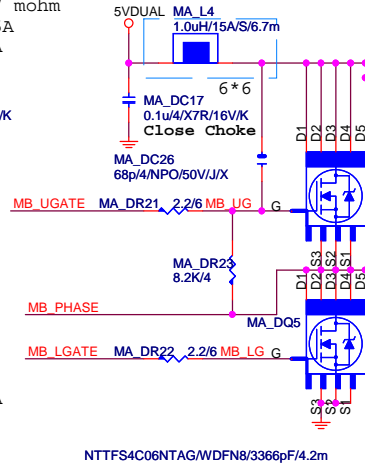 mohm
5VDUAL MA_L4
1.0uH/15A/S/6.7m
6*6
MA_DC17
0.1u/4/X7R/16V/K
/K
Close Choke
MA_DC26
68p/4/NPO/50V/J/X
D1 D2 D3 D4 D5
MB_UGATE MA_DR21 2.2/6 MB_UG G
S3 S2 S1
MA_DR23
8.2K/4
D1 D2 D3 D4 D5
MB_PHASE
MA_DQ5
MB_LGATE MA_DR22 2.2/6 MB_LG G
S3 S2 S1
NTTFS4C06NTAG/WDFN8/3366pF/4.2m